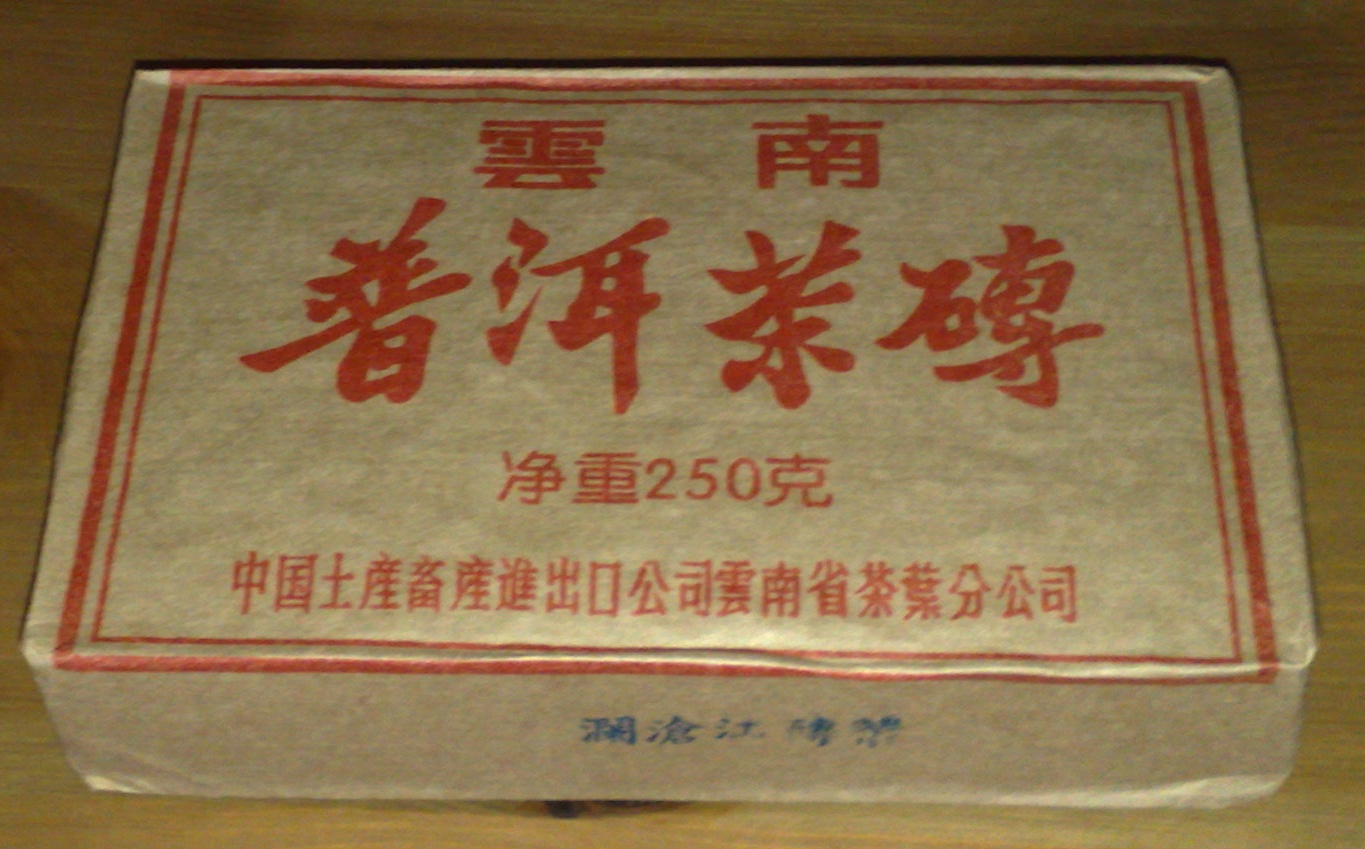 雲南
普洱茶磚
净重250克
中国土産畜産進出口公司雲南省茶葉分公司
瀾滄江磚